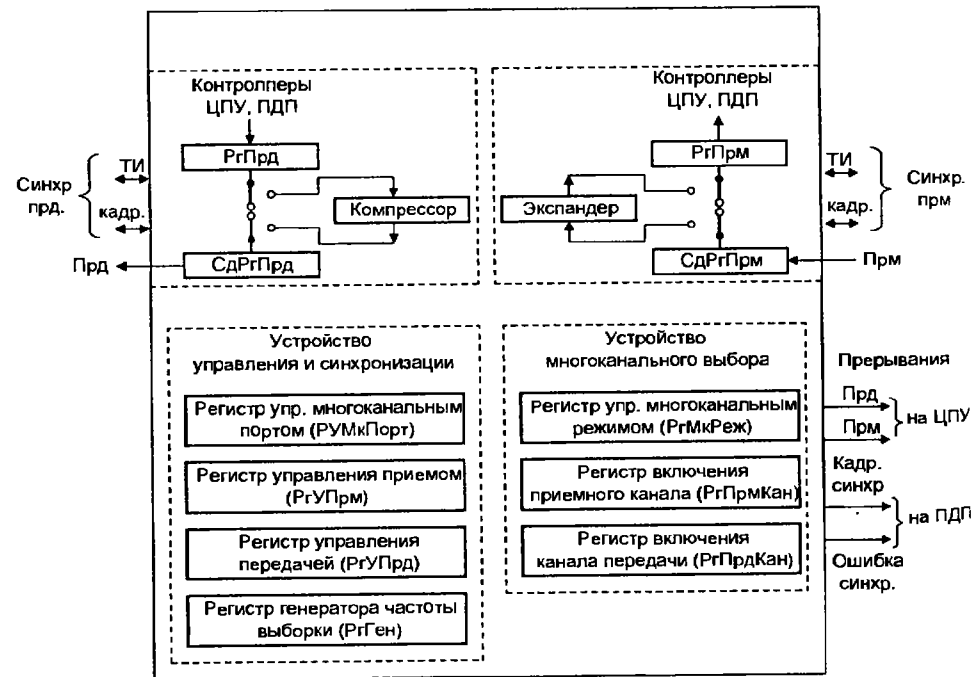 Контроллеры
ЦПУ, ПДП
РгПрд
Компрессор
СдРгПрд
Синхр
прд.
ТИ
кадр.
Прд
Контроллеры
ЦПУ, ПДП
РгПрм
Экспандер
СдРгПрм
ТИ
кадр.
Синхр.
прм
Прм
Устройство
управления и синхронизации
Регистр упр. многоканальным
портом (РУМкПорт)
Регистр управления приемом
(РгУПрм)
Регистр управления
передачей (РгУПрд)
Регистр генератора частоты
выборки (РгГен)
Устройство
многоканального выбора
Регистр упр. многоканальным
режимом (РгМкРеж)
Регистр включения
приемного канала (РгПрмКан)
Регистр включения
канала передачи (РгПрдКан)
Прерывания
Прд
Прм
на ЦПУ
Кадр.
синхр
на ПДП
Ошибка
синхр.